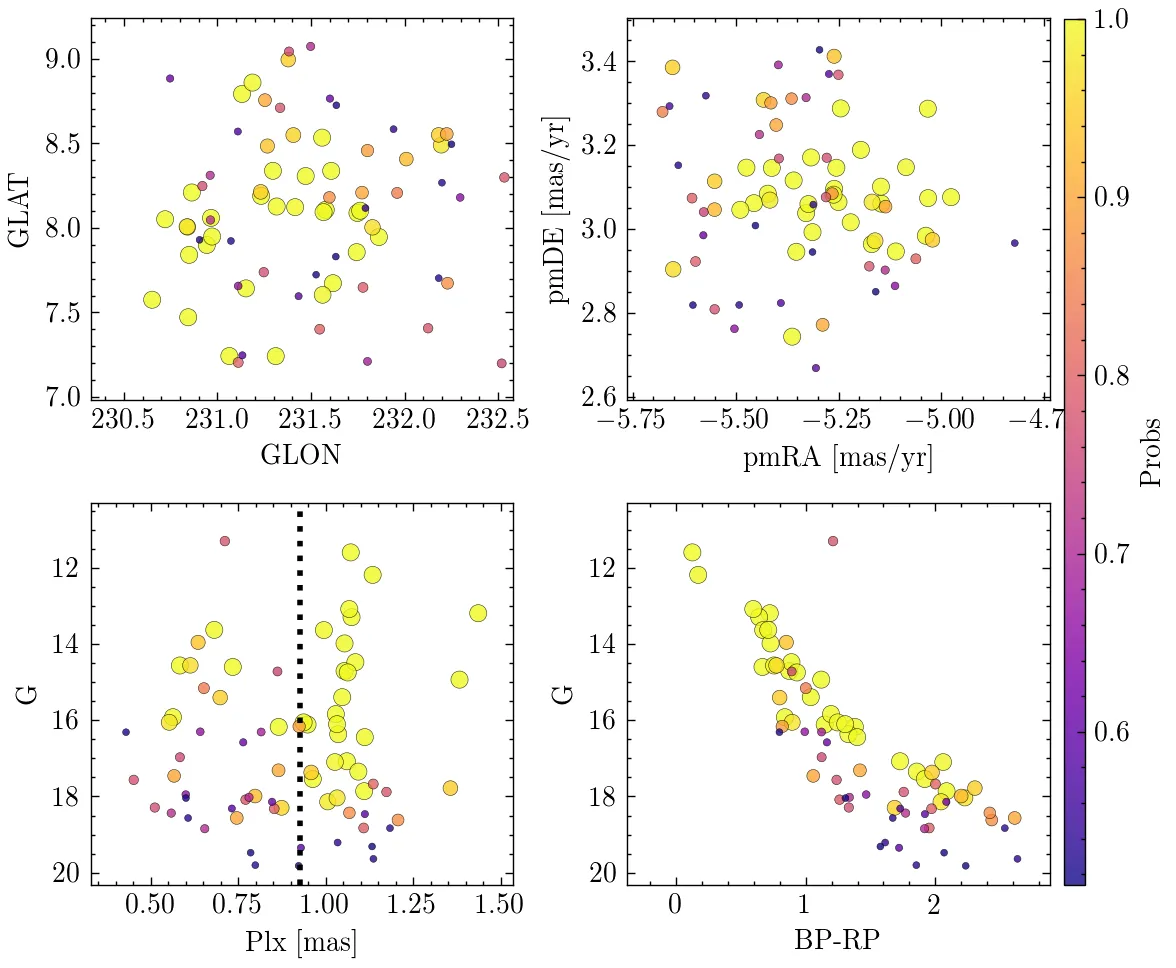 9.0
8.5
8.0
7.5
7.0
GLAT
230.5 231.0 231.5 232.0 232.5
GLON
3.4
3.2
3.0
2.8
2.6
pmDE [mas/yr]
−5.75 −5.50 −5.25 −5.00 −4.7
pmRA [mas/yr]
1.0
0.9
0.8
0.7
0.6
Probs
12
14
16
18
20
G
0.50 0.75 1.00 1.25 1.50
Plx [mas]
12
14
16
18
20
G
0 1 2
BP-RP